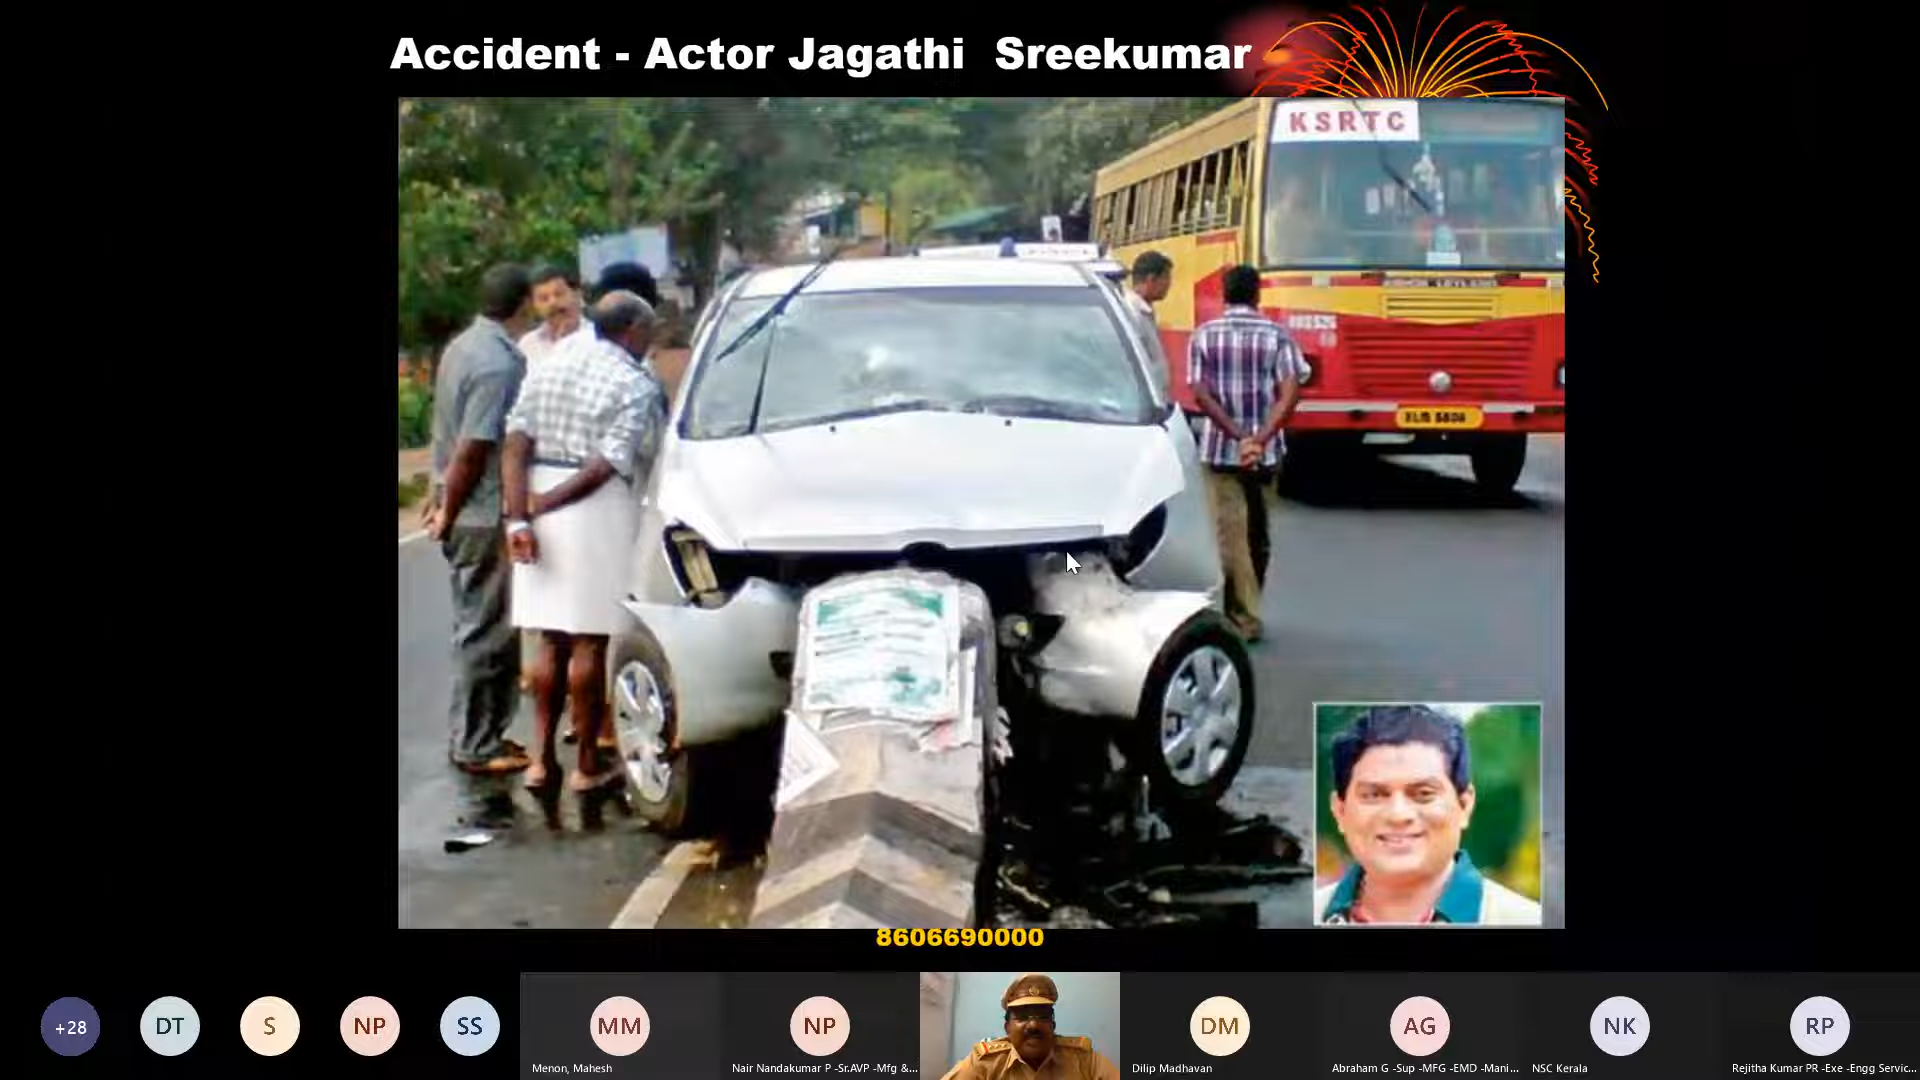 Accident - Actor Jagathi Sreekumar
KSRTC
8606690000
+28
DT
S
NP
SS
MM
NP
DM
AG
NK
RP
Menon, Mahesh
Nair Nandakumar P -Sr.AVP -Mfg &...
Dilip Madhavan
Abraham G -Sup -MFG -EMD -Mani...
NSC Kerala
Rejitha Kumar PR -Exe -Engg Servic...